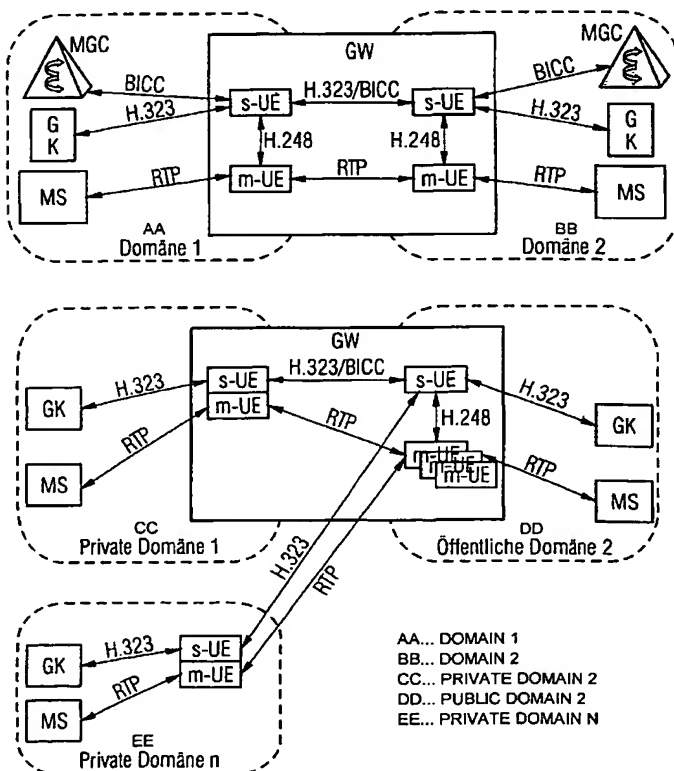 MGC
GW
MGC
BICC
BICC
s-UE
H.323/BICC
s-UE
G
K
H.323
H.323
G
K
H.248
H.248
MS
RTP
m-UE
RTP
m-UE
RTP
MS
AA
Domäne 1
BB
Domäne 2
GW
GK
H.323
s-UE
m-UE
H.323/BICC
s-UE
H.323
GK
H.248
MS
RTP
RTP
m-UE
m-UE
m-UE
RTP
MS
CC
Private Domäne 1
DD
Öffentliche Domäne 2
H.323
RTP
GK
H.323
s-UE
m-UE
MS
RTP
EE
Private Domäne n
AA... DOMAIN 1
BB... DOMAIN 2
CC... PRIVATE DOMAIN 2
DD... PUBLIC DOMAIN 2
EE... PRIVATE DOMAIN N